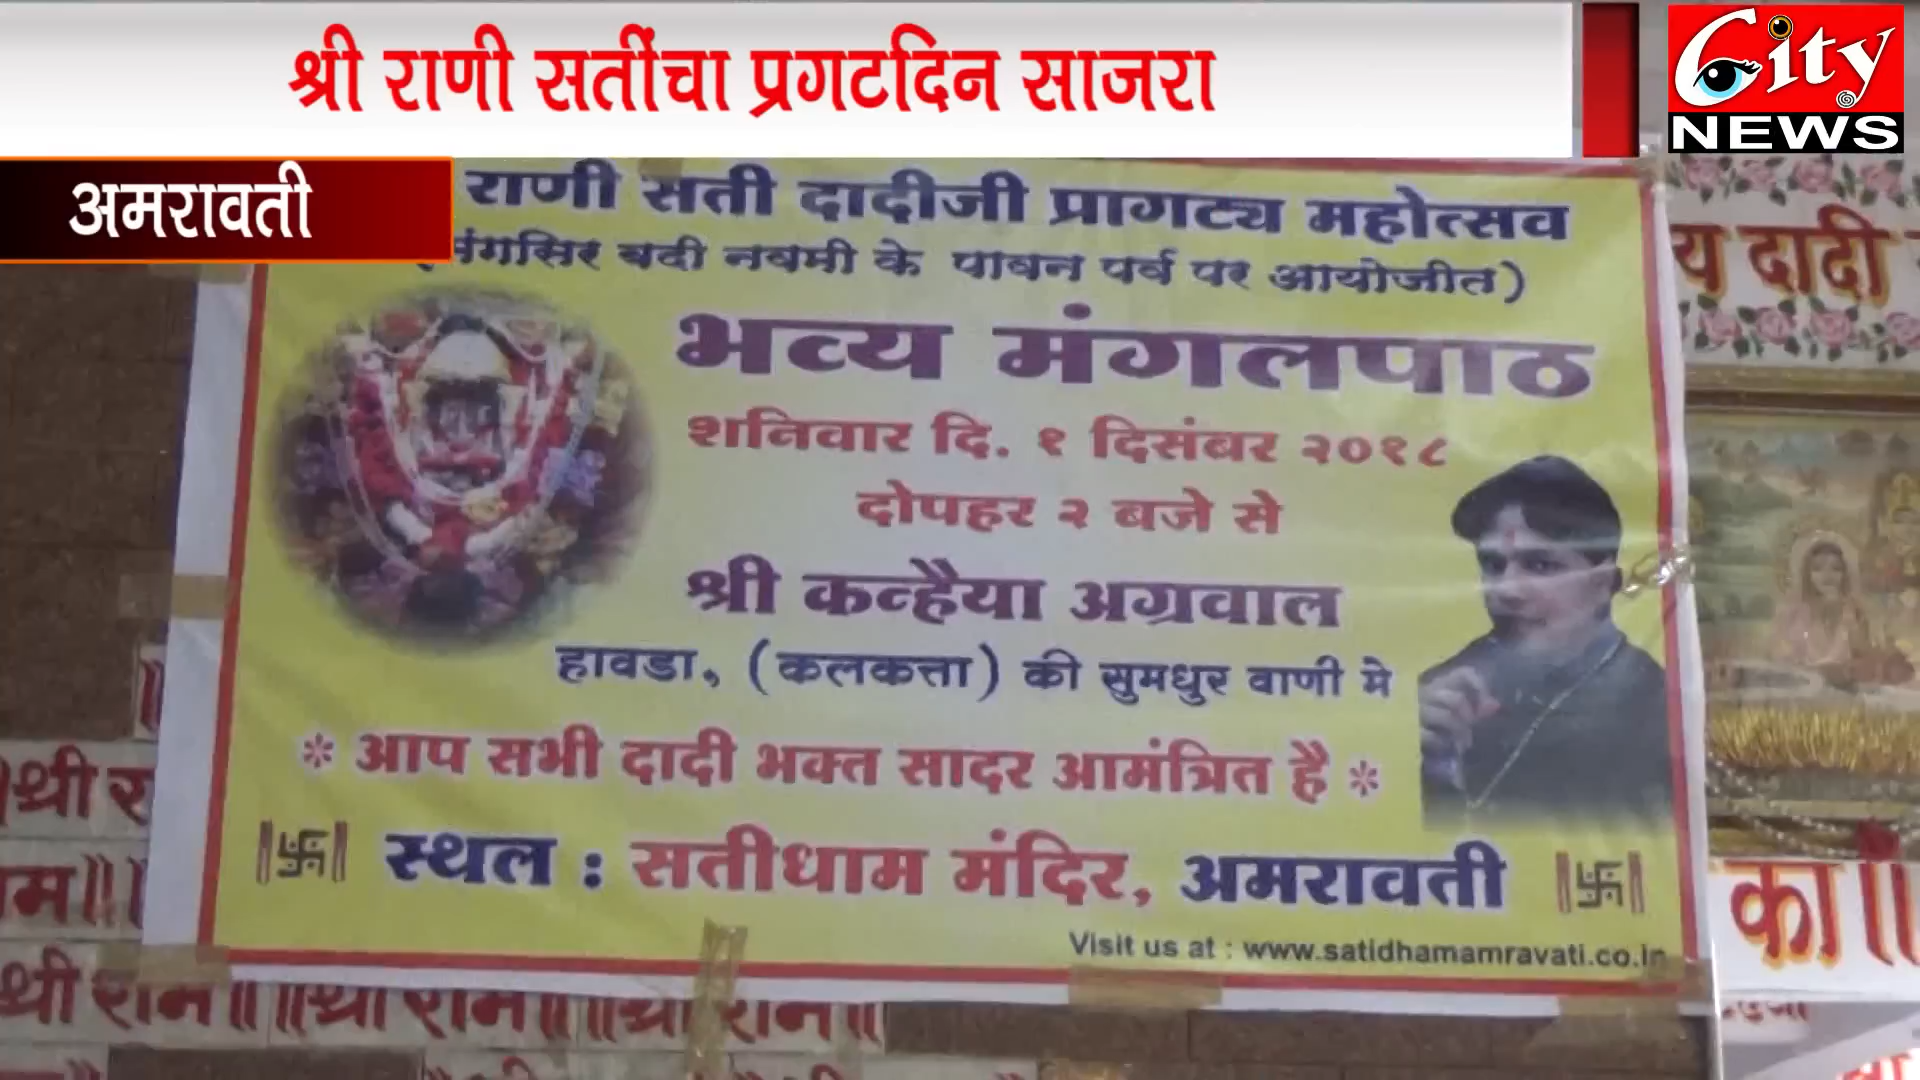 श्री राणी सतींचा प्रगटदिन साजरा
City NEWS
अमरावती
राणी सती दादीजी प्रागट्य महोत्सव
मंगसिर बदी नवमी के पावन पर्व पर आयोजीत)
भव्य मंगलपाठ
शनिवार दि. १ दिसंबर २०१८
दोपहर २ बजे से
श्री कन्हैया अग्रवाल
हावडा, (कलकत्ता) की सुमधुर वाणी मे
* आप सभी दादी भक्त सादर आमंत्रित है *
स्थल : सतीधाम मंदिर, अमरावती
Visit us at : www.satidhamamravati.co.in
य दादी
श्री र
का॥
श्री राम॥ ॥श्री राम॥ ॥श्री राम॥